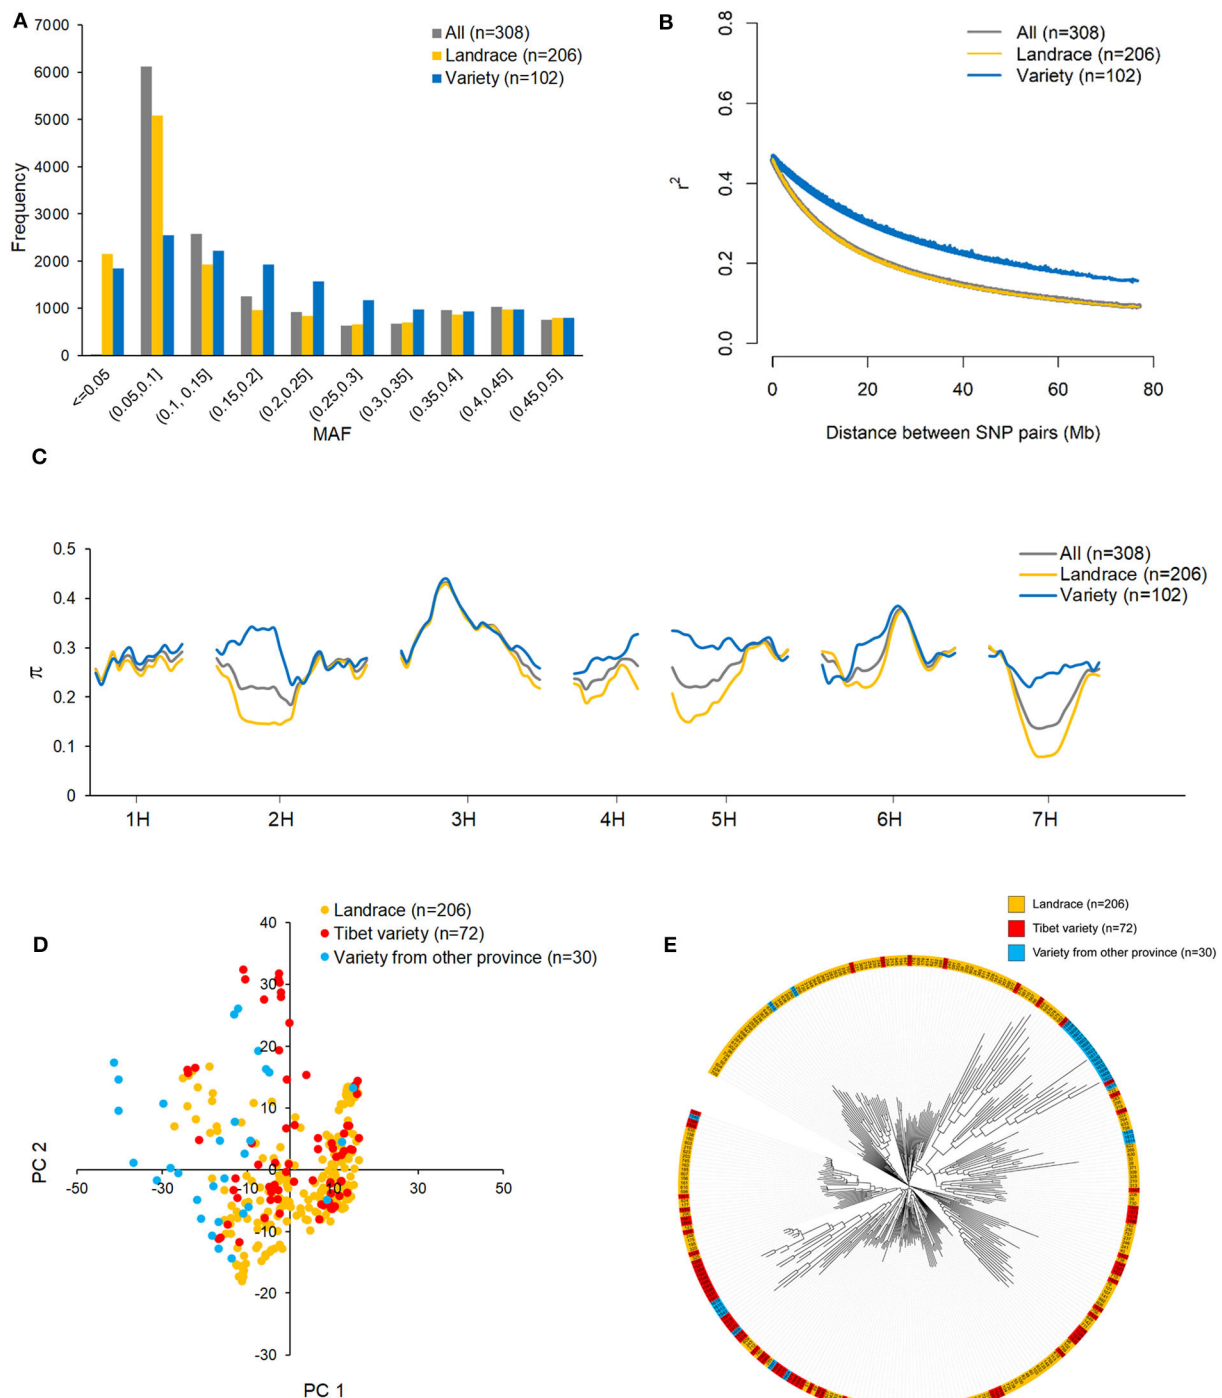 A
7000
6000
5000
4000
3000
2000
1000
0
Frequency
All (n=308)
Landrace (n=206)
Variety (n=102)
<=0.05
(0.05,0.1]
(0.1, 0.15]
(0.15,0.2]
(0.2,0.25]
(0.25,0.3]
(0.3,0.35]
(0.35,0.4]
(0.4,0.45]
(0.45,0.5]
MAF
B
0.8
0.6
0.4
0.2
0.0
r²
All (n=308)
Landrace (n=206)
Variety (n=102)
0 20 40 60 80
Distance between SNP pairs (Mb)
C
0.5
0.4
0.3
0.2
0.1
0
π
All (n=308)
Landrace (n=206)
Variety (n=102)
1H 2H 3H 4H 5H 6H 7H
D
Landrace (n=206)
Tibet variety (n=72)
Variety from other province (n=30)
40
30
20
10
0
-10
-20
-30
PC 2
-50 -30 -10 10 30 50
PC 1
E
Landrace (n=206)
Tibet variety (n=72)
Variety from other province (n=30)